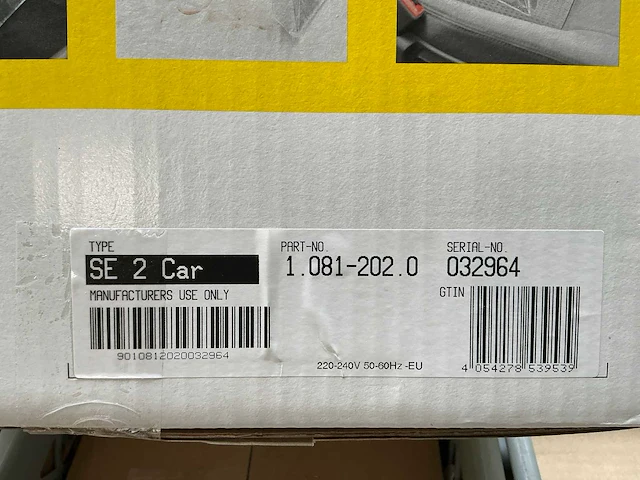 TYPE
SE 2 Car
PART-NO.
1.081-202.0
SERIAL-NO.
032964
MANUFACTURERS USE ONLY
9010812020032964
GTIN
4 054278 539539
220-240V 50-60Hz -EU